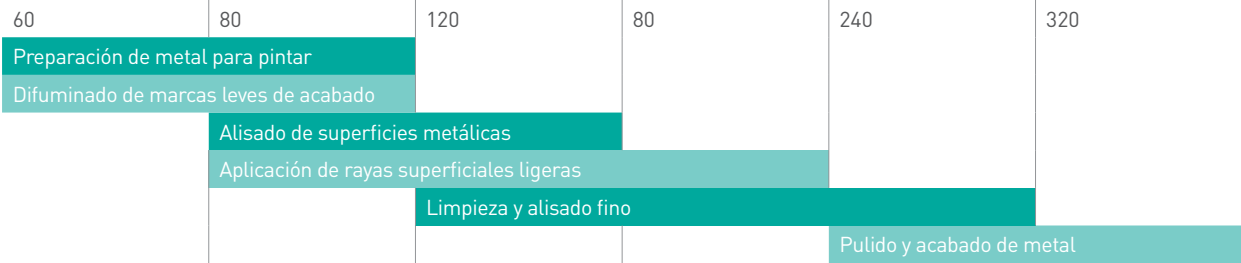 60 80 120 80 240 320
Preparación de metal para pintar
Difuminado de marcas leves de acabado
Alisado de superficies metálicas
Aplicación de rayas superficiales ligeras
Limpieza y alisado fino
Pulido y acabado de metal